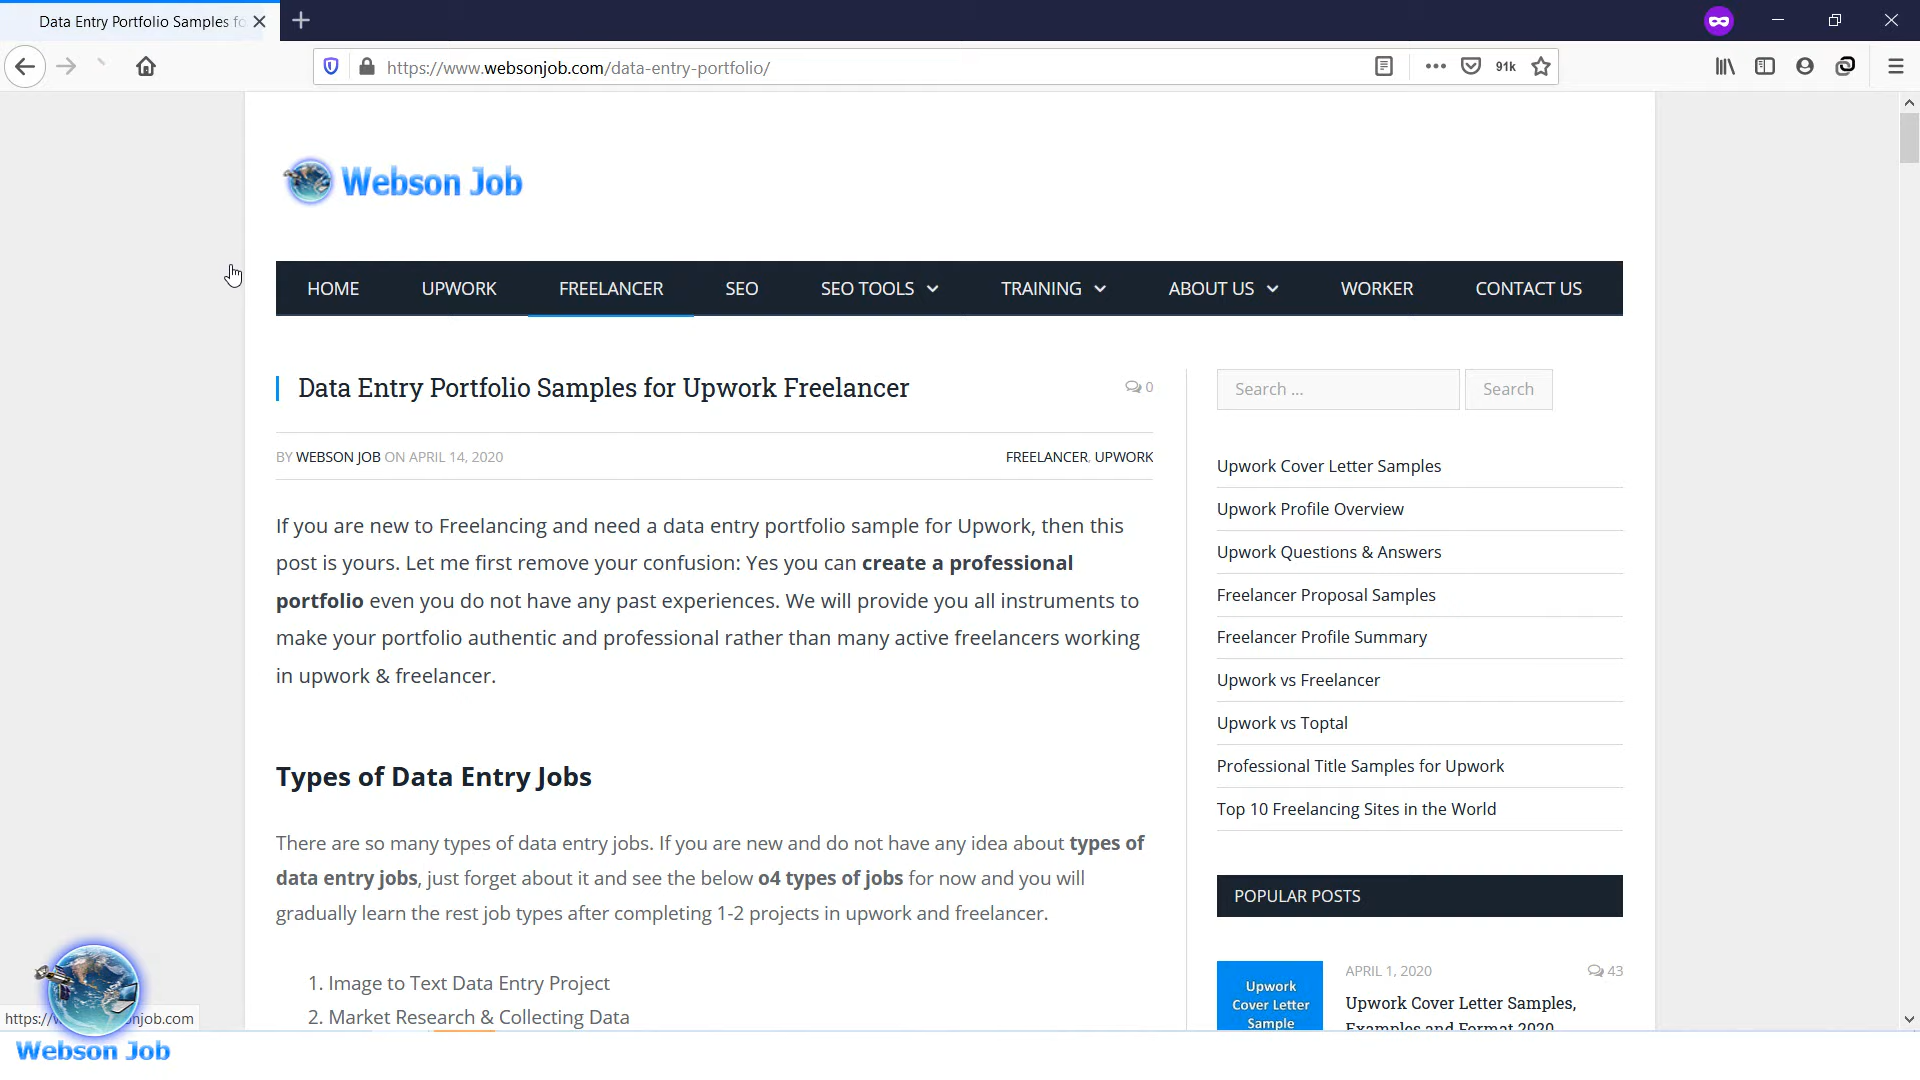 Data Entry Portfolio Samples fo
https://www.websonjob.com/data-entry-portfolio/
91k
Webson Job
HOME UPWORK FREELANCER SEO SEO TOOLS TRAINING ABOUT US WORKER CONTACT US
Data Entry Portfolio Samples for Upwork Freelancer
0
BY WEBSON JOB ON APRIL 14, 2020
FREELANCER, UPWORK
If you are new to Freelancing and need a data entry portfolio sample for Upwork, then this
post is yours. Let me first remove your confusion: Yes you can create a professional
portfolio even you do not have any past experiences. We will provide you all instruments to
make your portfolio authentic and professional rather than many active freelancers working
in upwork & freelancer.
Types of Data Entry Jobs
There are so many types of data entry jobs. If you are new and do not have any idea about types of
data entry jobs, just forget about it and see the below o4 types of jobs for now and you will
gradually learn the rest job types after completing 1-2 projects in upwork and freelancer.
1. Image to Text Data Entry Project
2. Market Research & Collecting Data
Search ...
Search
Upwork Cover Letter Samples
Upwork Profile Overview
Upwork Questions & Answers
Freelancer Proposal Samples
Freelancer Profile Summary
Upwork vs Freelancer
Upwork vs Toptal
Professional Title Samples for Upwork
Top 10 Freelancing Sites in the World
POPULAR POSTS
Upwork
Cover Letter
Sample
APRIL 1, 2020
43
Upwork Cover Letter Samples,
Examples and Format 2020
Webson Job